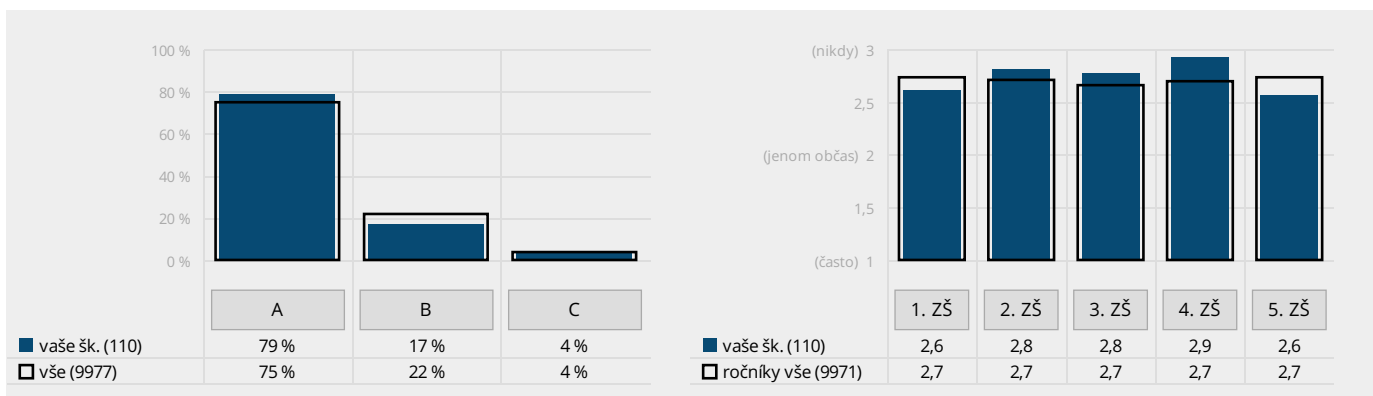 100 %
80 %
60 %
40 %
20 %
0 %
A B C
vaše šk. (110) 79 % 17 % 4 %
vše (9977) 75 % 22 % 4 %
(nikdy) 3
2,5
(jenom občas) 2
1,5
(často) 1
1. ZŠ 2. ZŠ 3. ZŠ 4. ZŠ 5. ZŠ
vaše šk. (110) 2,6 2,8 2,8 2,9 2,6
ročníky vše (9971) 2,7 2,7 2,7 2,7 2,7